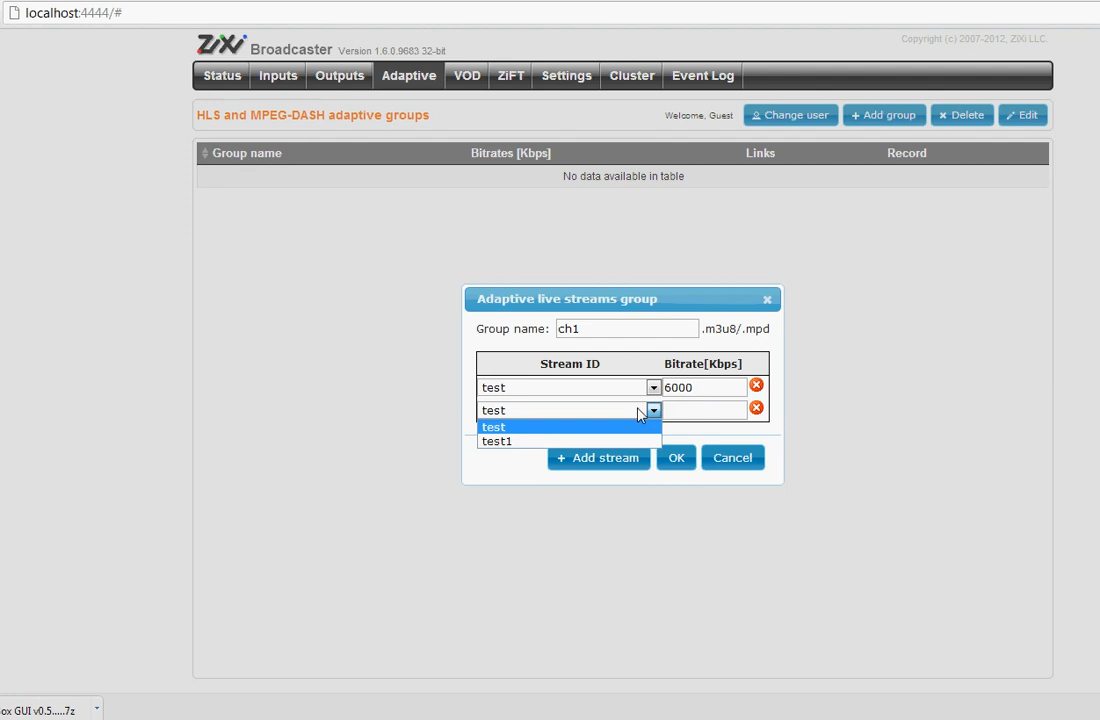 localhost:4444/#
Copyright (c) 2007-2012, ZiXi LLC.
ZiXi Broadcaster Version 1.6.0.9683 32-bit
Status Inputs Outputs Adaptive VOD ZiFT Settings Cluster Event Log
HLS and MPEG-DASH adaptive groups Welcome, Guest Change user + Add group × Delete Edit
Group name Bitrates [Kbps] Links Record
No data available in table
Adaptive live streams group ×
Group name: ch1 .m3u8/.mpd
Stream ID Bitrate[Kbps]
test 6000
test
test
test1
+ Add stream OK Cancel
ox GUI v0.5.....7z